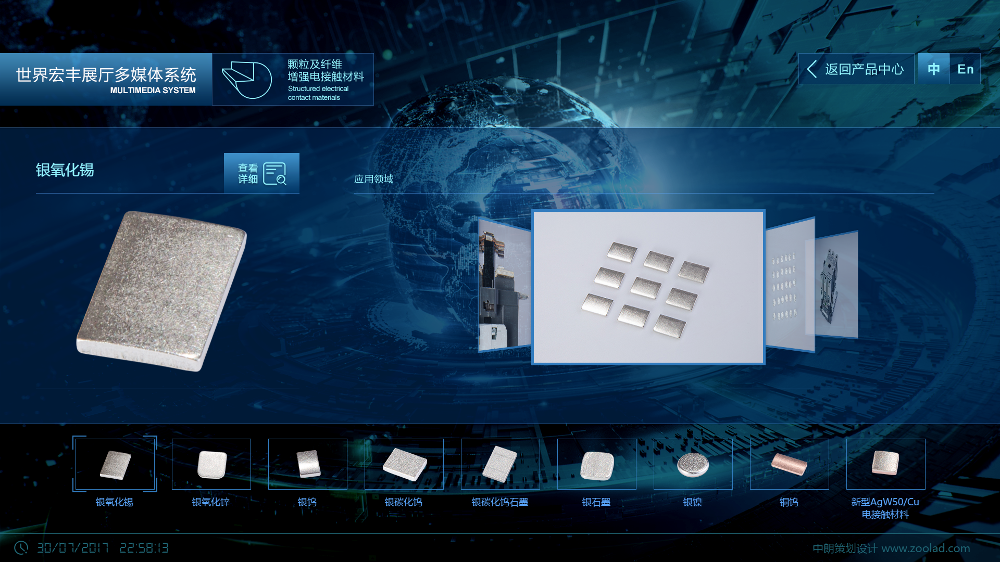 世界宏丰展厅多媒体系统
MULTIMEDIA SYSTEM
颗粒及纤维
增强电接触材料
Structured electrical
contact materials
返回产品中心
中
En
银氧化锡
查看
详细
应用领域
银氧化锡
银氧化锌
银钨
银碳化钨
银碳化钨石墨
银石墨
银镍
铜钨
新型AgW50/Cu
电接触材料
30/07/2017 22:58:13
中朗策划设计 www.zoolad.com